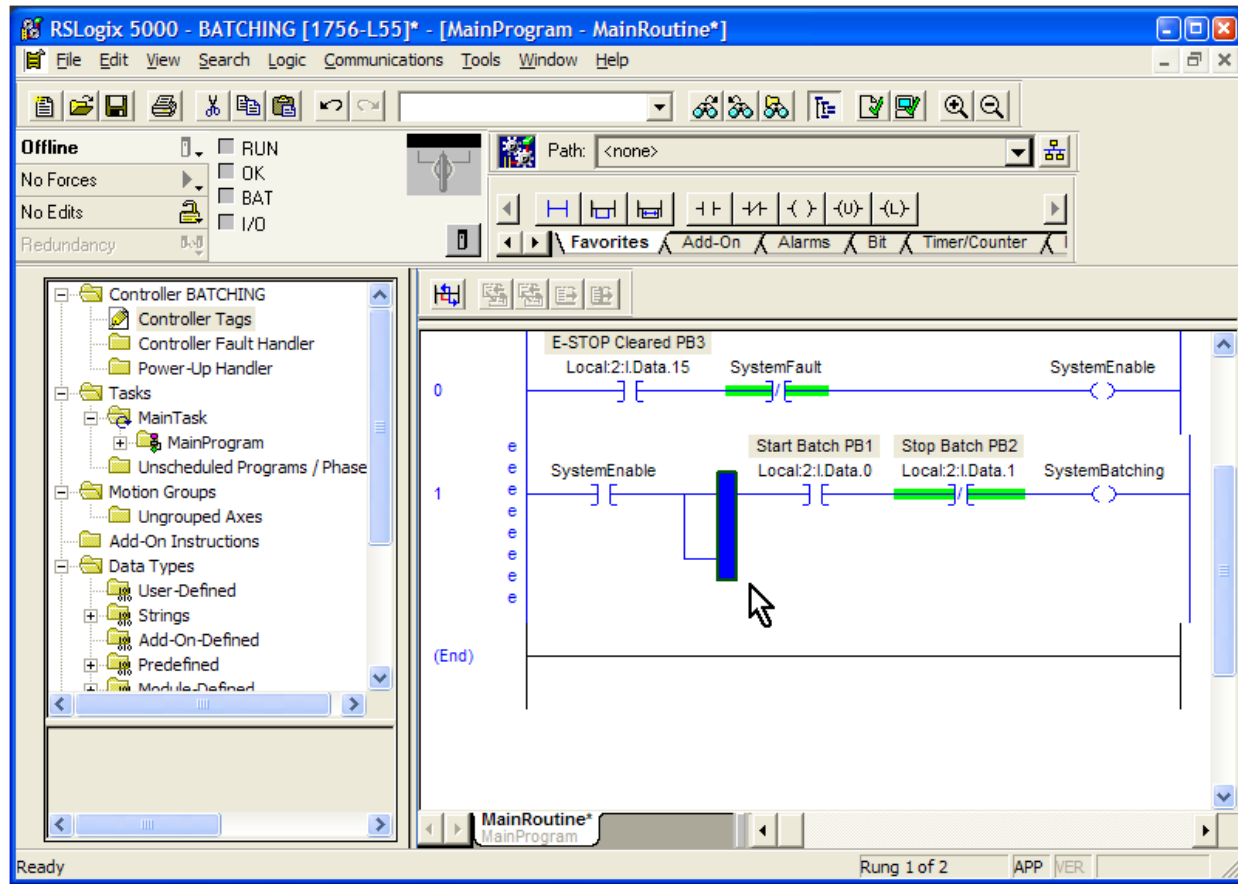 RSLogix 5000 - BATCHING [1756-L55]* - [MainProgram - MainRoutine*]
File Edit View Search Logic Communications Tools Window Help
Offline
RUN
No Forces
OK
No Edits
BAT
Redundancy
I/O
Path: <none>
Favorites Add-On Alarms Bit Timer/Counter
Controller BATCHING
Controller Tags
Controller Fault Handler
Power-Up Handler
Tasks
MainTask
MainProgram
Unscheduled Programs / Phase
Motion Groups
Ungrouped Axes
Add-On Instructions
Data Types
User-Defined
Strings
Add-On-Defined
Predefined
Module-Defined
E-STOP Cleared PB3
Local:2:I.Data.15 SystemFault SystemEnable
0
e
e
e
e
e
e
e
e
Start Batch PB1 Stop Batch PB2
SystemEnable Local:2:I.Data.0 Local:2:I.Data.1 SystemBatching
1
(End)
MainRoutine*
MainProgram
Ready
Rung 1 of 2 APP VER